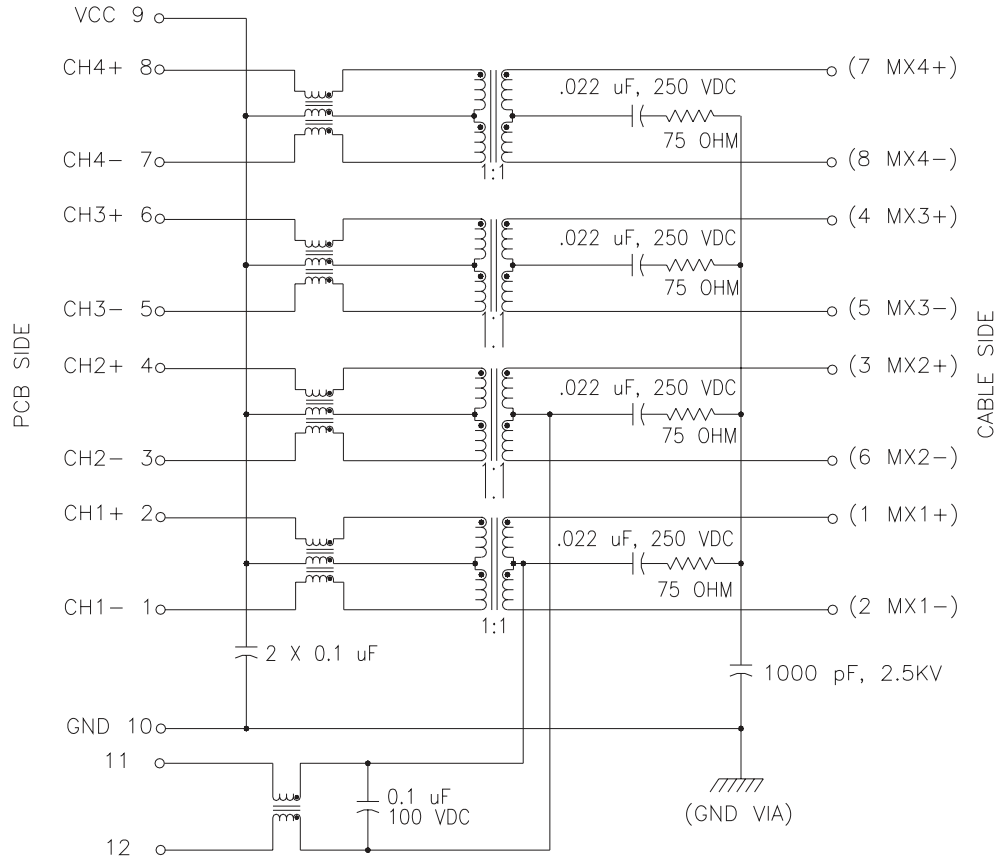 VCC 9
CH4+ 8
(7 MX4+)
.022 uF, 250 VDC
75 OHM
CH4- 7
(8 MX4-)
1:1
CH3+ 6
(4 MX3+)
.022 uF, 250 VDC
75 OHM
CH3- 5
(5 MX3-)
1:1
PCB SIDE
CABLE SIDE
CH2+ 4
(3 MX2+)
.022 uF, 250 VDC
75 OHM
CH2- 3
(6 MX2-)
1:1
CH1+ 2
(1 MX1+)
.022 uF, 250 VDC
75 OHM
CH1- 1
(2 MX1-)
1:1
2 X 0.1 uF
1000 pF, 2.5KV
GND 10
11
0.1 uF
100 VDC
(GND VIA)
12